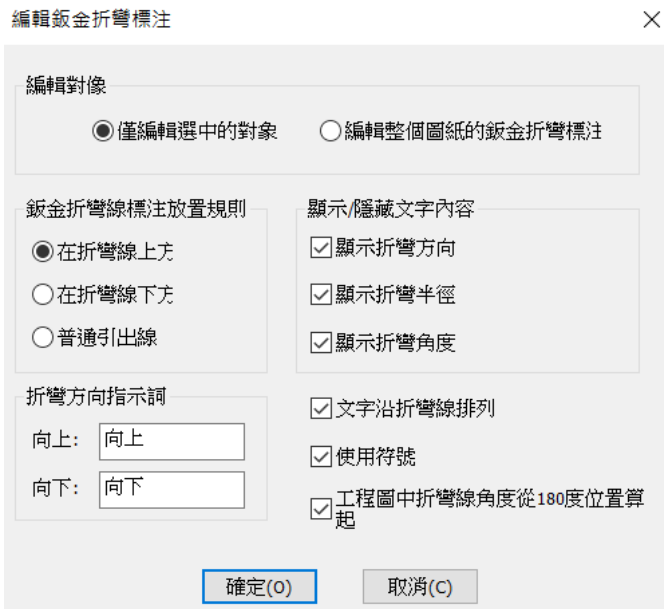 編輯鈑金折彎標注
編輯對像
僅編輯選中的對象
編輯整個圖紙的鈑金折彎標注
鈑金折彎線標注放置規則
在折彎線上方
在折彎線下方
普通引出線
顯示/隱藏文字內容
顯示折彎方向
顯示折彎半徑
顯示折彎角度
折彎方向指示詞
向上: 向上
向下: 向下
文字沿折彎線排列
使用符號
工程圖中折彎線角度從180度位置算
起
確定(O)
取消(C)